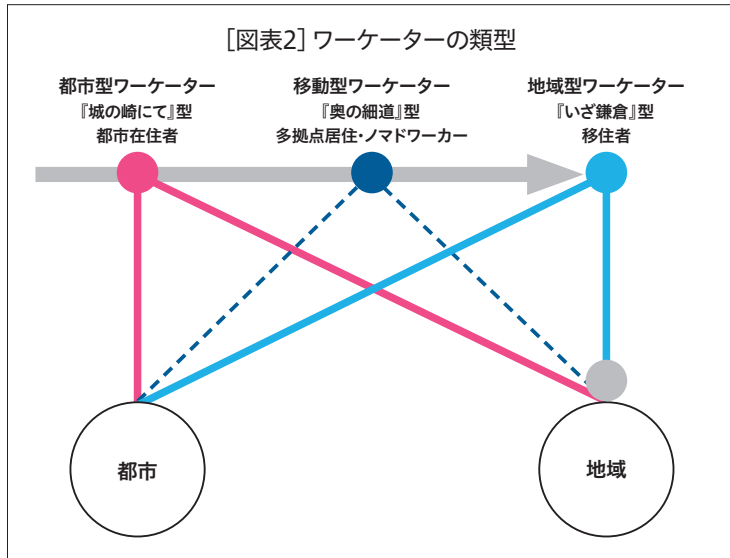 [図表2]ワーケーターの類型
都市型ワーケーター
『城の崎にて』型
都市在住者
移動型ワーケーター
『奥の細道』型
多拠点居住・ノマドワーカー
地域型ワーケーター
『いざ鎌倉』型
移住者
都市
地域